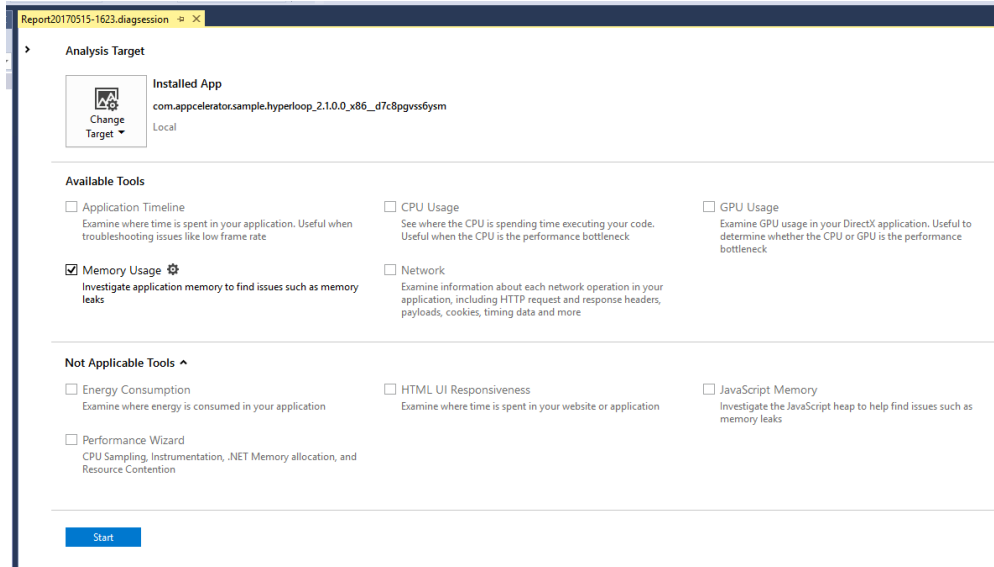 Report20170515-1623.diagsession
Analysis Target
Installed App
com.appcelerator.sample.hyperloop_2.1.0.0_x86__d7c8pgvss6ysm
Local
Change
Target
Available Tools
Application Timeline
Examine where time is spent in your application. Useful when
troubleshooting issues like low frame rate
CPU Usage
See where the CPU is spending time executing your code.
Useful when the CPU is the performance bottleneck
GPU Usage
Examine GPU usage in your DirectX application. Useful to
determine whether the CPU or GPU is the performance
bottleneck
Memory Usage
Investigate application memory to find issues such as memory
leaks
Network
Examine information about each network operation in your
application, including HTTP request and response headers,
payloads, cookies, timing data and more
Not Applicable Tools
Energy Consumption
Examine where energy is consumed in your application
HTML UI Responsiveness
Examine where time is spent in your website or application
JavaScript Memory
Investigate the JavaScript heap to help find issues such as
memory leaks
Performance Wizard
CPU Sampling, Instrumentation, .NET Memory allocation, and
Resource Contention
Start